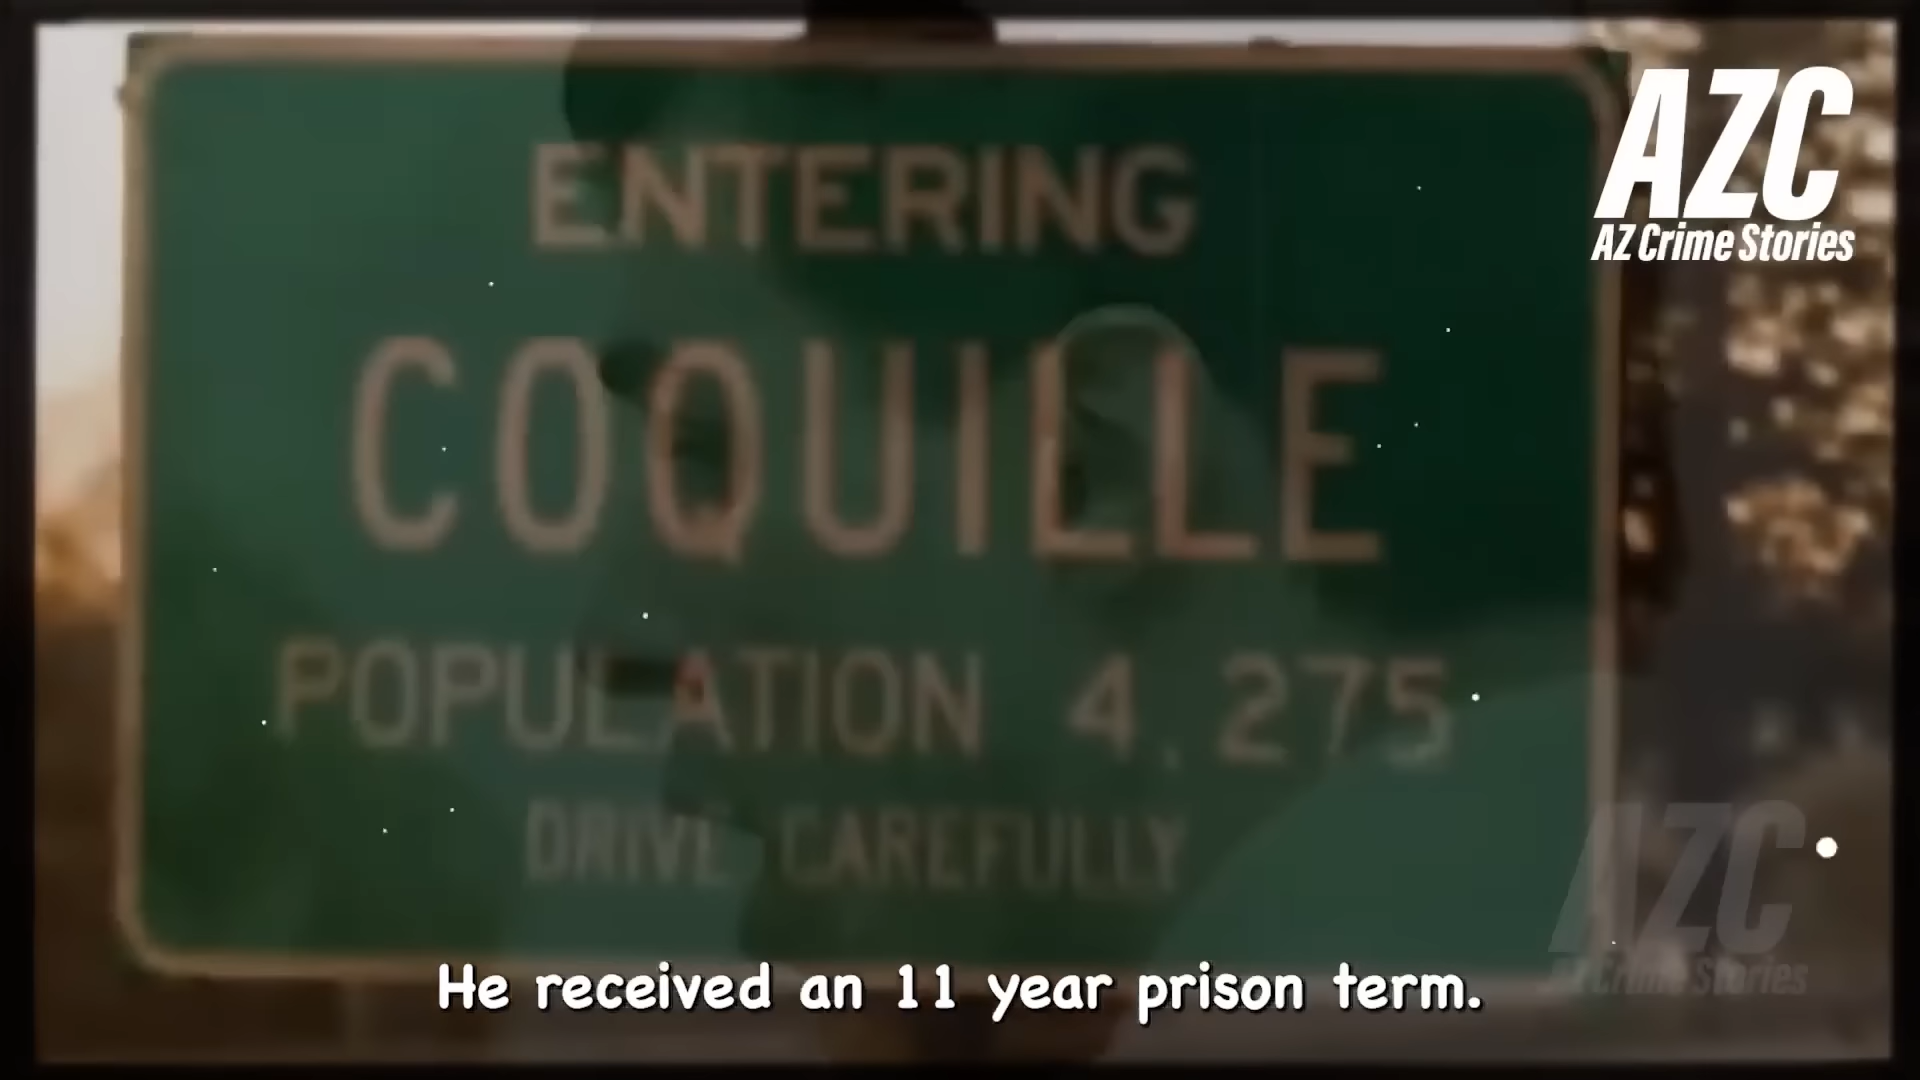 AZC
AZ Crime Stories
ENTERING
COQUILLE
POPULATION 4,275
DRIVE CAREFULLY
AZC
AZ Crime Stories
He received an 11 year prison term.